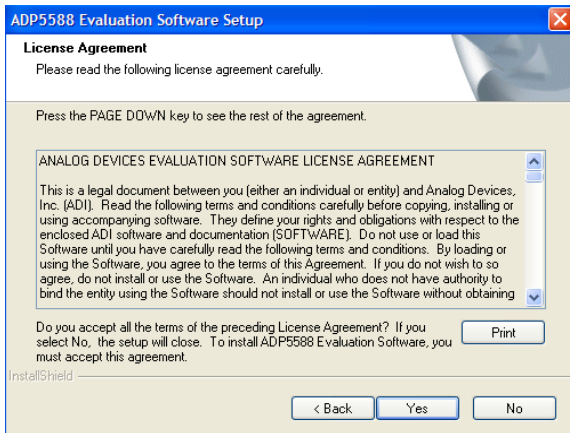 ADP5588 Evaluation Software Setup
License Agreement
Please read the following license agreement carefully.
Press the PAGE DOWN key to see the rest of the agreement.
ANALOG DEVICES EVALUATION SOFTWARE LICENSE AGREEMENT
This is a legal document between you (either an individual or entity) and Analog Devices,
Inc. (ADI). Read the following terms and conditions carefully before copying, installing or
using accompanying software. They define your rights and obligations with respect to the
enclosed ADI software and documentation (SOFTWARE). Do not use or load this
Software until you have carefully read the following terms and conditions. By loading or
using the Software, you agree to the terms of this Agreement. If you do not wish to so
agree, do not install or use the Software. An individual who does not have authority to
bind the entity using the Software should not install or use the Software without obtaining
Do you accept all the terms of the preceding License Agreement? If you
select No, the setup will close. To install ADP5588 Evaluation Software, you
must accept this agreement.
Print
InstallShield
< Back
Yes
No